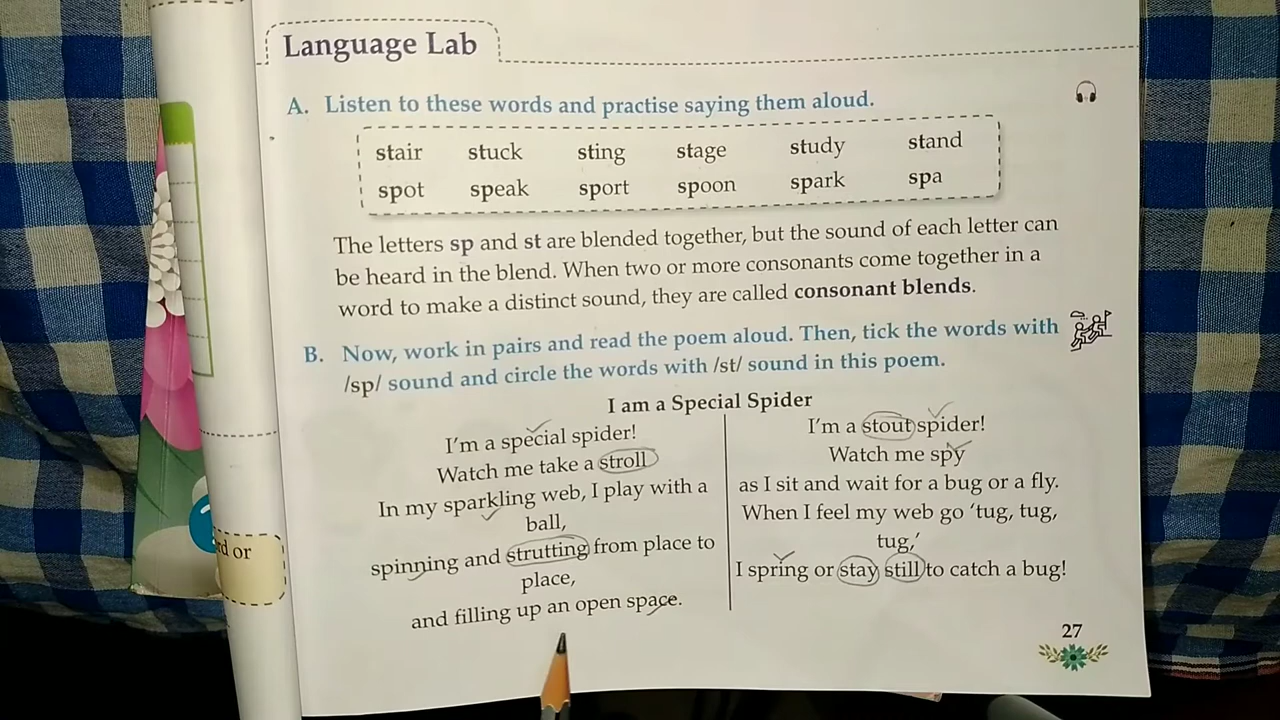 Language Lab
A. Listen to these words and practise saying them aloud.
stair stuck sting stage study stand
spot speak sport spoon spark spa
The letters sp and st are blended together, but the sound of each letter can
be heard in the blend. When two or more consonants come together in a
word to make a distinct sound, they are called consonant blends.
B. Now, work in pairs and read the poem aloud. Then, tick the words with
/sp/ sound and circle the words with /st/ sound in this poem.
I am a Special Spider
I'm a special spider!
Watch me take a stroll
In my sparkling web, I play with a
ball,
spinning and strutting from place to
place,
and filling up an open space.
I'm a stout spider!
Watch me spy
as I sit and wait for a bug or a fly.
When I feel my web go 'tug, tug,
tug,'
I spring or stay still to catch a bug!
27
or